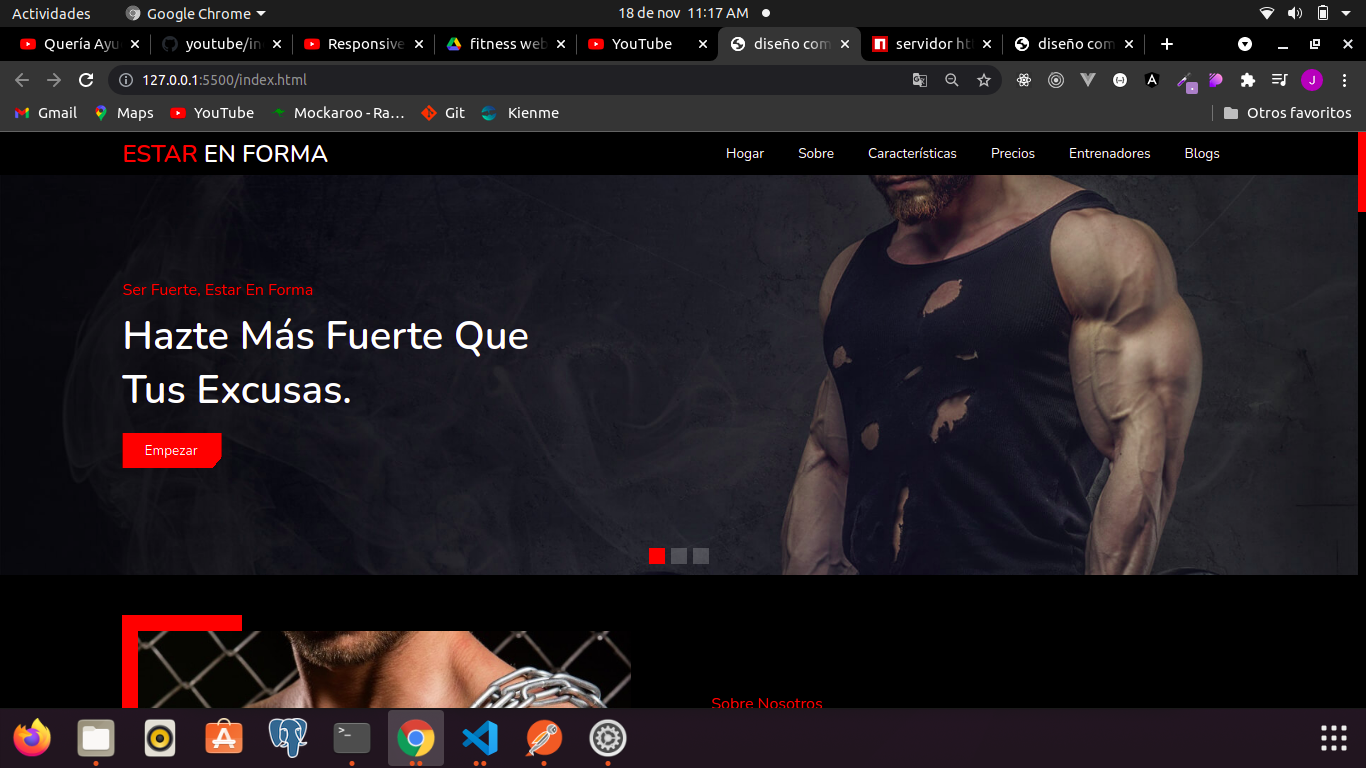 Actividades Google Chrome 18 de nov 11:17 AM
Quería Ayu youtube/in Responsive fitness web YouTube diseño com servidor htt diseño com
127.0.0.1:5500/index.html J
Gmail Maps YouTube Mockaroo - Ra… Git Kienme Otros favoritos
ESTAR EN FORMA Hogar Sobre Características Precios Entrenadores Blogs
Ser Fuerte, Estar En Forma
Hazte Más Fuerte Que
Tus Excusas.
Empezar
Sobre Nosotros